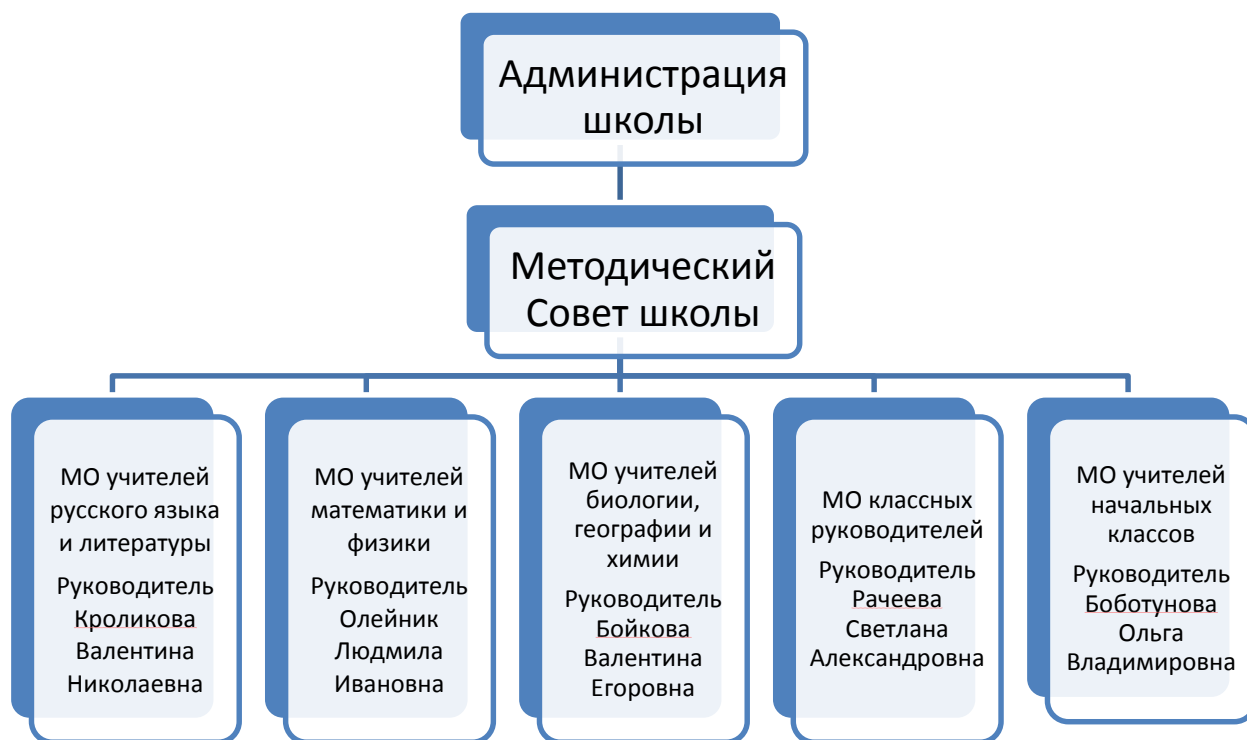 Администрация
школы
Методический
Совет школы
МО учителей
русского языка
и литературы
Руководитель
Кроликова
Валентина
Николаевна
МО учителей
математики и
физики
Руководитель
Олейник
Людмила
Ивановна
МО учителей
биологии,
географии и
химии
Руководитель
Бойкова
Валентина
Егоровна
МО классных
руководителей
Руководитель
Рачеева
Светлана
Александровна
МО учителей
начальных
классов
Руководитель
Боботунова
Ольга
Владимировна